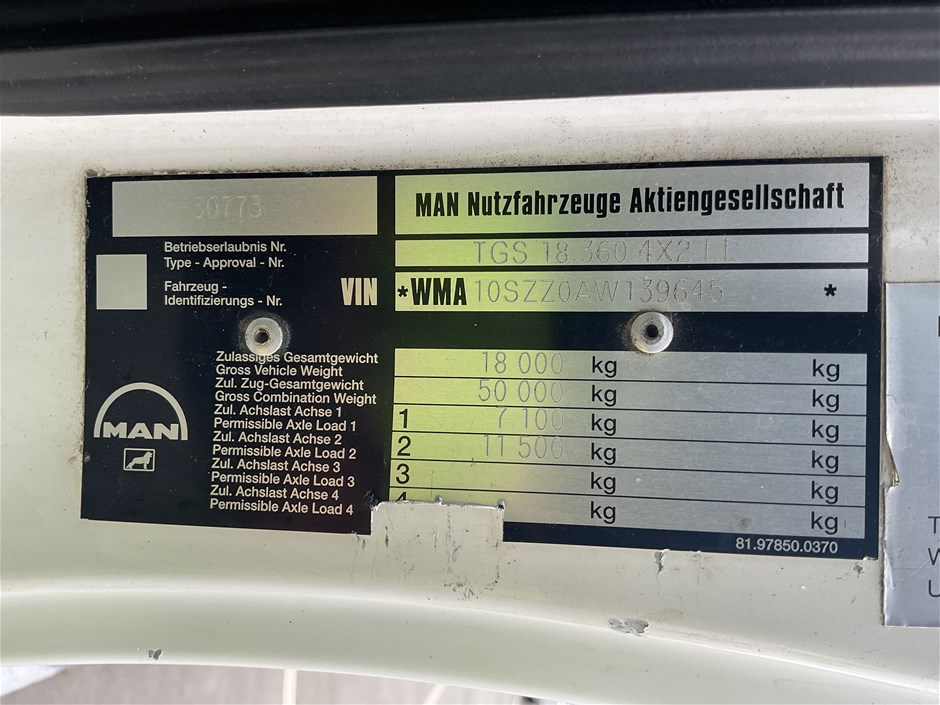 30773
MAN Nutzfahrzeuge Aktiengesellschaft
Betriebserlaubnis Nr.
Type - Approval - Nr.
TGS 18.360 4X2 LL
Fahrzeug -
Identifizierungs - Nr.
VIN
*WMA 10SZZ0AW139645 *
Zulassiges Gesamtgewicht
Gross Vehicle Weight
18 000 kg kg
Zul. Zug-Gesamtgewicht
Gross Combination Weight
50 000 kg kg
Zul. Achslast Achse 1
Permissible Axle Load 1
1 7 100 kg kg
Zul. Achslast Achse 2
Permissible Axle Load 2
2 11 500 kg kg
Zul. Achslast Achse 3
Permissible Axle Load 3
3 kg kg
Zul. Achslast Achse 4
Permissible Axle Load 4
4 kg kg
MAN
81.97850.0370